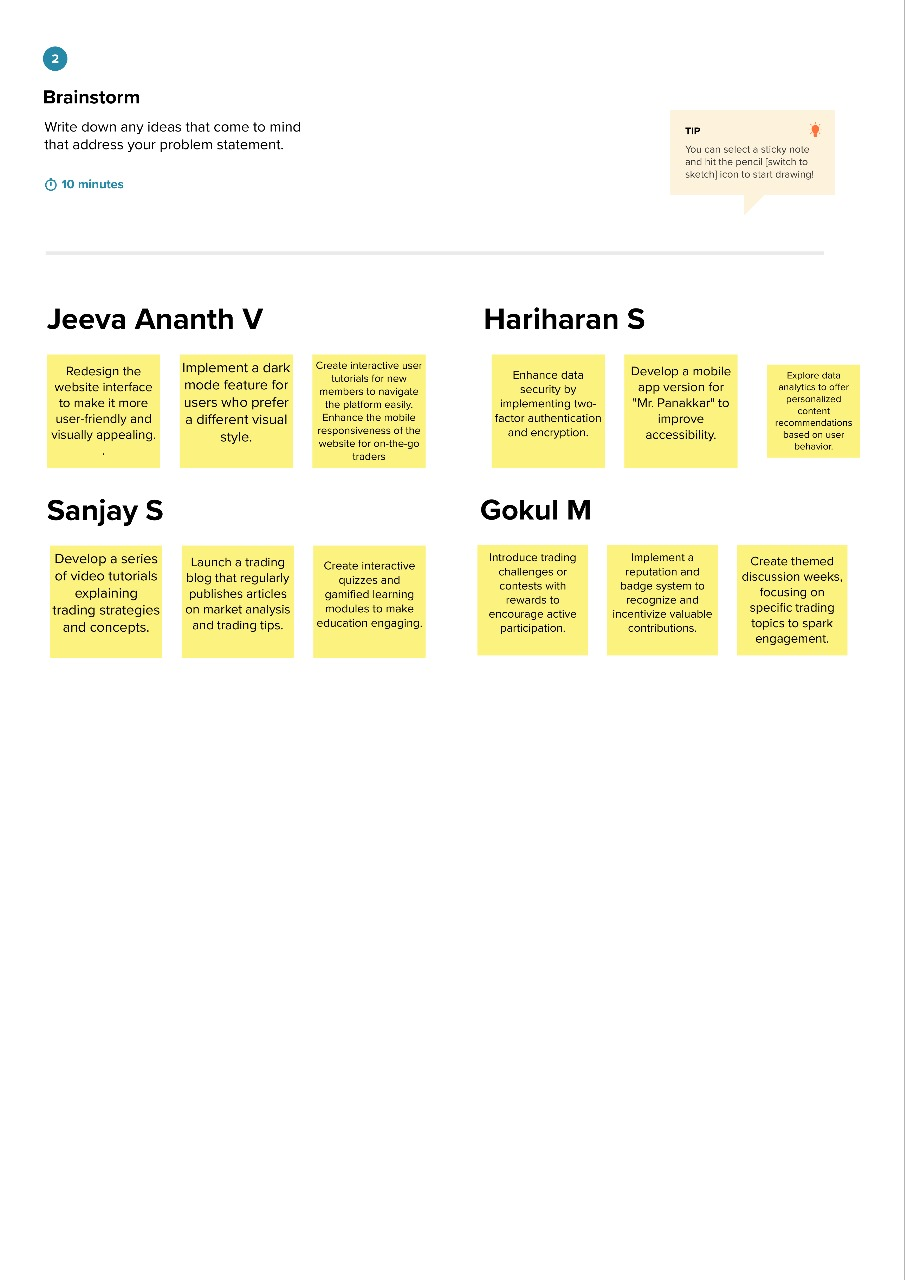 2
Brainstorm
Write down any ideas that come to mind
that address your problem statement.
10 minutes
TIP
You can select a sticky note
and hit the pencil [switch to
sketch] icon to start drawing!
Jeeva Ananth V
Redesign the
website interface
to make it more
user-friendly and
visually appealing.
.
Implement a dark
mode feature for
users who prefer
a different visual
style.
Create interactive user
tutorials for new
members to navigate
the platform easily.
Enhance the mobile
responsiveness of the
website for on-the-go
traders
Hariharan S
Enhance data
security by
implementing two-
factor authentication
and encryption.
Develop a mobile
app version for
"Mr. Panakkar" to
improve
accessibility.
Explore data
analytics to offer
personalized
content
recommendations
based on user
behavior.
Sanjay S
Develop a series
of video tutorials
explaining
trading strategies
and concepts.
Launch a trading
blog that regularly
publishes articles
on market analysis
and trading tips.
Create interactive
quizzes and
gamified learning
modules to make
education engaging.
Gokul M
Introduce trading
challenges or
contests with
rewards to
encourage active
participation.
Implement a
reputation and
badge system to
recognize and
incentivize valuable
contributions.
Create themed
discussion weeks,
focusing on
specific trading
topics to spark
engagement.